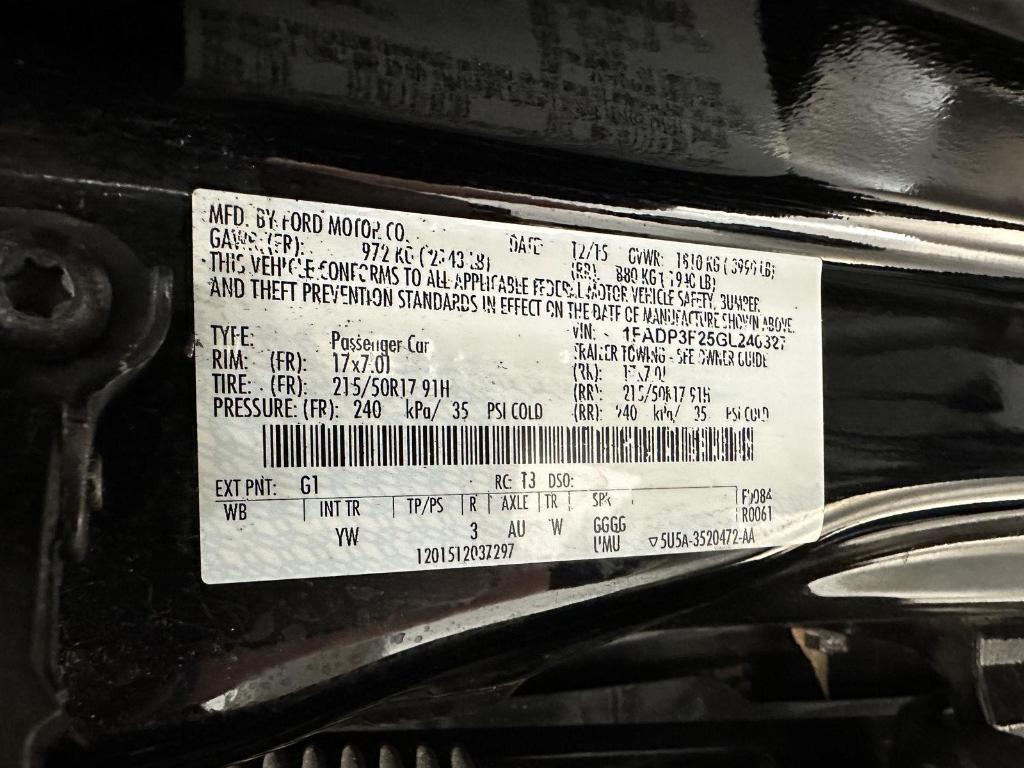 MFD. BY FORD MOTOR CO. DATE 12/15 GVWR: 1810 KG ( 3990 LB)
GAWR: (FR): 972 KG ( 2143 LB) (RR): 880 KG ( 1940 LB)
THIS VEHICLE CONFORMS TO ALL APPLICABLE FEDERAL MOTOR VEHICLE SAFETY, BUMPER,
AND THEFT PREVENTION STANDARDS IN EFFECT ON THE DATE OF MANUFACTURE SHOWN ABOVE.
VIN: 1FADP3F25GL240327
TYPE: Passenger Car TRAILER TOWING - SEE OWNER GUIDE
RIM: (FR): 17x7.0J (RR): 17x7.0J
TIRE: (FR): 215/50R17 91H (RR): 215/50R17 91H
PRESSURE: (FR): 240 kPa/ 35 PSI COLD (RR): 240 kPa/ 35 PSI COLD
EXT PNT: G1 RC: T3 DSO:
WB INT TR TP/PS R AXLE TR SPR F0084
R0061
YW 3 AU W GGGG
1201512037297 ▽5U5A-3520472-AA